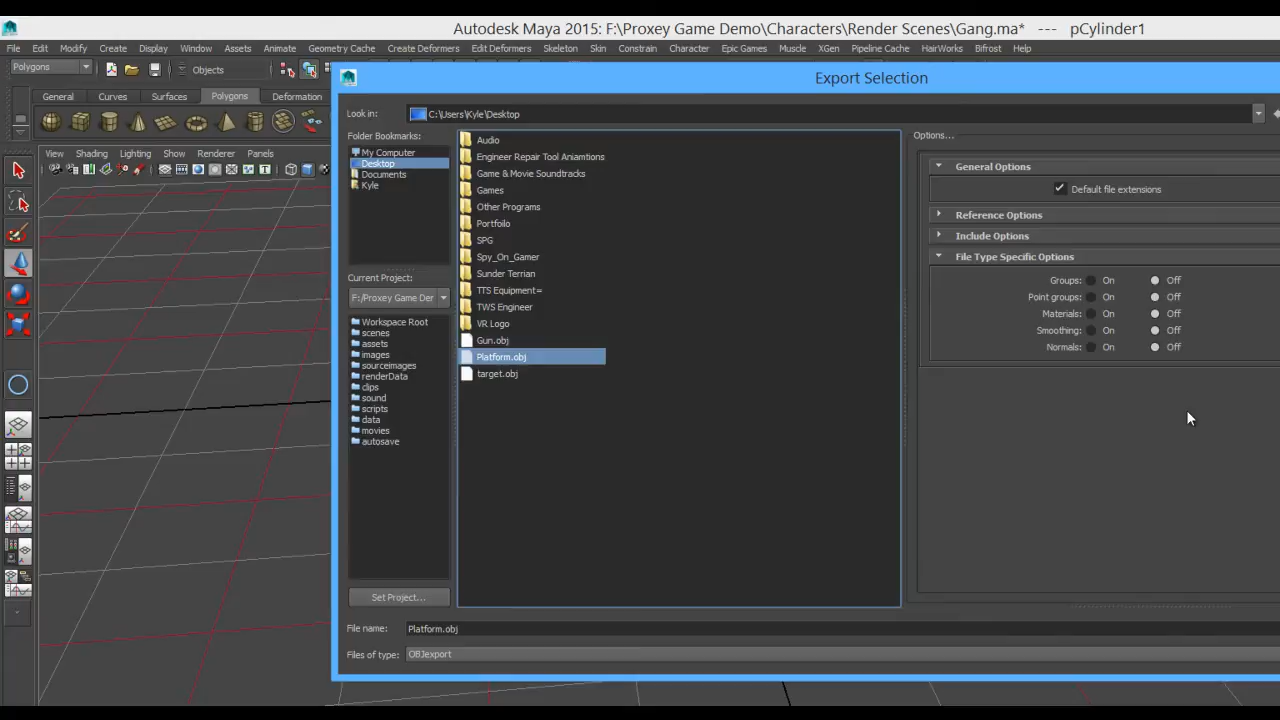 Autodesk Maya 2015: F:\Proxey Game Demo\Characters\Render Scenes\Gang.ma* --- pCylinder1
File Edit Modify Create Display Window Assets Animate Geometry Cache Create Deformers Edit Deformers Skeleton Skin Constrain Character Epic Games Muscle XGen Pipeline Cache HairWorks Bifrost Help
Polygons Objects
Export Selection
General Curves Surfaces Polygons Deformation
Look in: C:\Users\Kyle\Desktop
Folder Bookmarks:
My Computer
Desktop
Documents
Kyle
View Shading Lighting Show Renderer Panels
Current Project:
F:/Proxey Game Der
Workspace Root
scenes
assets
images
sourceimages
renderData
clips
sound
scripts
data
movies
autosave
Set Project...
Audio
Engineer Repair Tool Aniamtions
Game & Movie Soundtracks
Games
Other Programs
Portfoilo
SPG
Spy_On_Gamer
Sunder Terrian
TTS Equipment=
TWS Engineer
VR Logo
Gun.obj
Platform.obj
target.obj
Options...
General Options
Default file extensions
Reference Options
Include Options
File Type Specific Options
Groups: On Off
Point groups: On Off
Materials: On Off
Smoothing: On Off
Normals: On Off
File name: Platform.obj
Files of type: OBJexport